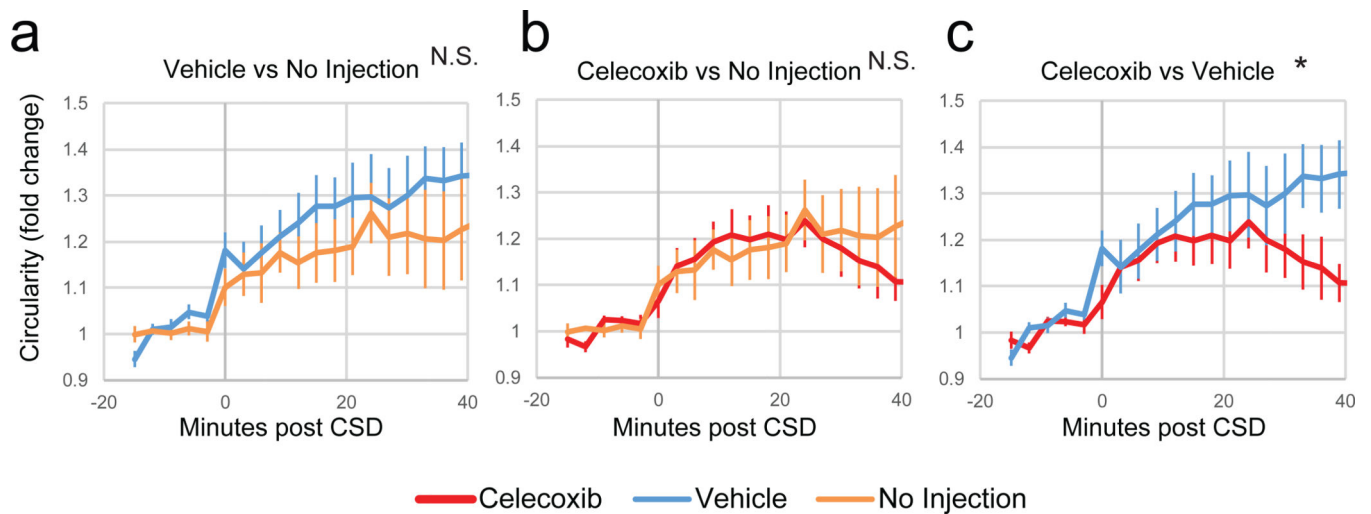 a
b
c
Vehicle vs No Injection N.S.
Celecoxib vs No Injection N.S.
Celecoxib vs Vehicle *
Circularity (fold change)
1.5
1.4
1.3
1.2
1.1
1
0.9
-20 0 20 40
Minutes post CSD
1.5
1.4
1.3
1.2
1.1
1
0.9
-20 0 20 40
Minutes post CSD
1.5
1.4
1.3
1.2
1.1
1
0.9
-20 0 20 40
Minutes post CSD
Celecoxib Vehicle No Injection